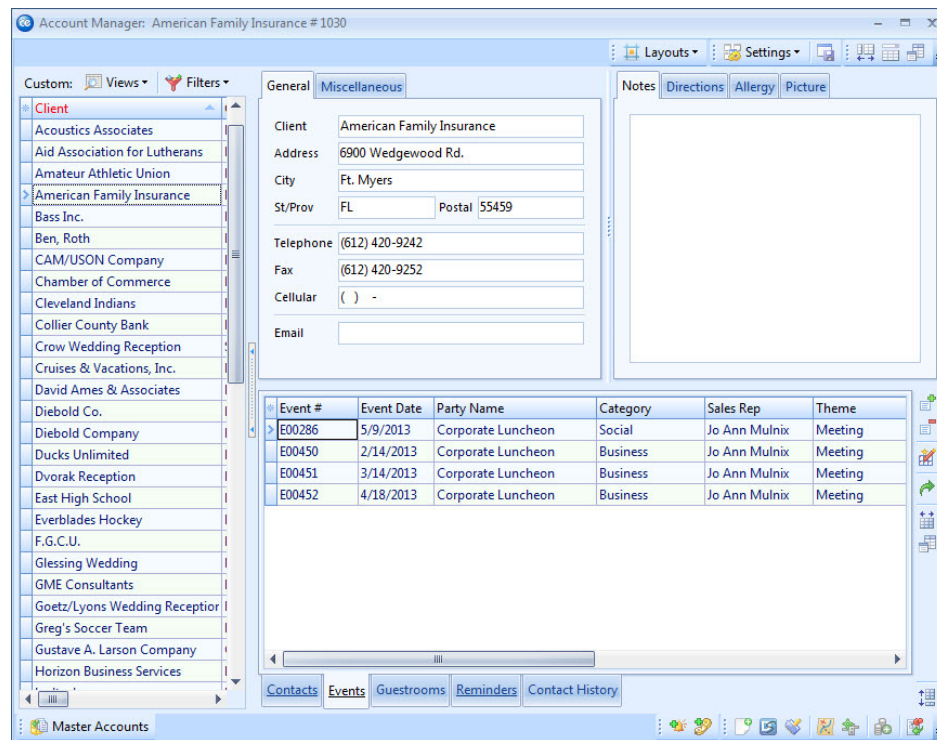 Account Manager: American Family Insurance # 1030
Layouts Settings
Custom: Views Filters
Client
Acoustics Associates
Aid Association for Lutherans
Amateur Athletic Union
American Family Insurance
Bass Inc.
Ben, Roth
CAM/USON Company
Chamber of Commerce
Cleveland Indians
Collier County Bank
Crow Wedding Reception
Cruises & Vacations, Inc.
David Ames & Associates
Diebold Co.
Diebold Company
Ducks Unlimited
Dvorak Reception
East High School
Everblades Hockey
F.G.C.U.
Glessing Wedding
GME Consultants
Goetz/Lyons Wedding Reception
Greg's Soccer Team
Gustave A. Larson Company
Horizon Business Services
General Miscellaneous
Client American Family Insurance
Address 6900 Wedgewood Rd.
City Ft. Myers
St/Prov FL Postal 55459
Telephone (612) 420-9242
Fax (612) 420-9252
Cellular ( ) -
Email
Notes Directions Allergy Picture
Event # Event Date Party Name Category Sales Rep Theme
E00286 5/9/2013 Corporate Luncheon Social Jo Ann Mulnix Meeting
E00450 2/14/2013 Corporate Luncheon Business Jo Ann Mulnix Meeting
E00451 3/14/2013 Corporate Luncheon Business Jo Ann Mulnix Meeting
E00452 4/18/2013 Corporate Luncheon Business Jo Ann Mulnix Meeting
Contacts Events Guestrooms Reminders Contact History
Master Accounts